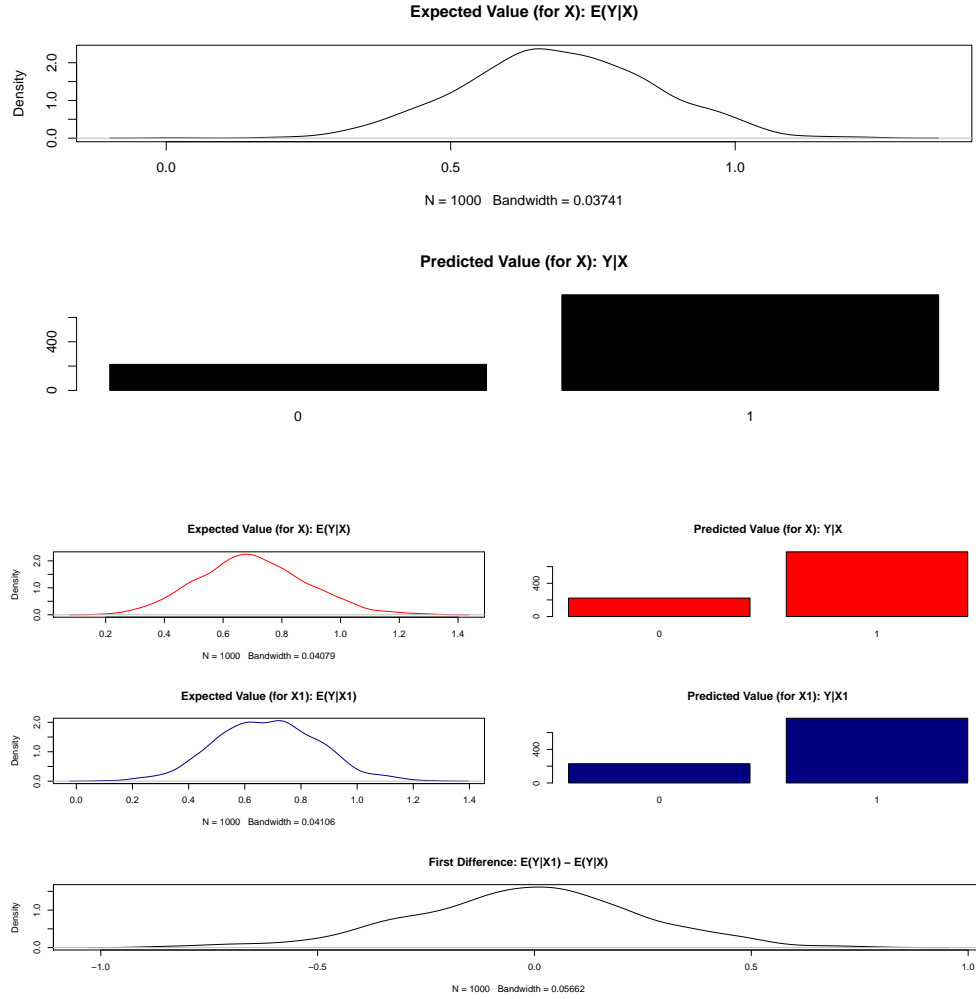 Expected Value (for X): E(Y|X)
Density
0.0 1.0 2.0
0.0 0.5 1.0
N = 1000 Bandwidth = 0.03741
Predicted Value (for X): Y|X
0 400
0 1
Expected Value (for X): E(Y|X)
Density
0.0 1.0 2.0
0.2 0.4 0.6 0.8 1.0 1.2 1.4
N = 1000 Bandwidth = 0.04079
Predicted Value (for X): Y|X
0 400
0 1
Expected Value (for X1): E(Y|X1)
Density
0.0 1.0 2.0
0.0 0.2 0.4 0.6 0.8 1.0 1.2 1.4
N = 1000 Bandwidth = 0.04106
Predicted Value (for X1): Y|X1
0 400
0 1
First Difference: E(Y|X1) − E(Y|X)
Density
0.0 1.0
−1.0 −0.5 0.0 0.5 1.0
N = 1000 Bandwidth = 0.05662